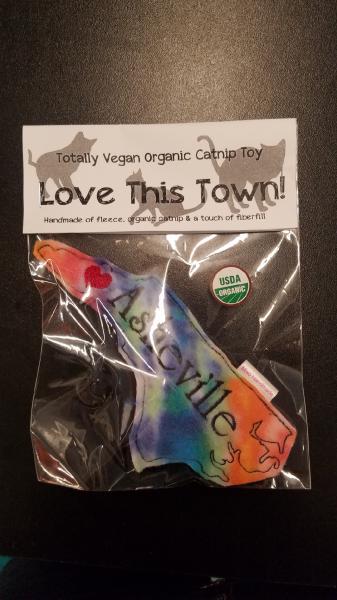 Totally Vegan Organic Catnip Toy
Love This Town!
Handmade of fleece, organic catnip & a touch of fiberfill
USDA
ORGANIC
Asheville